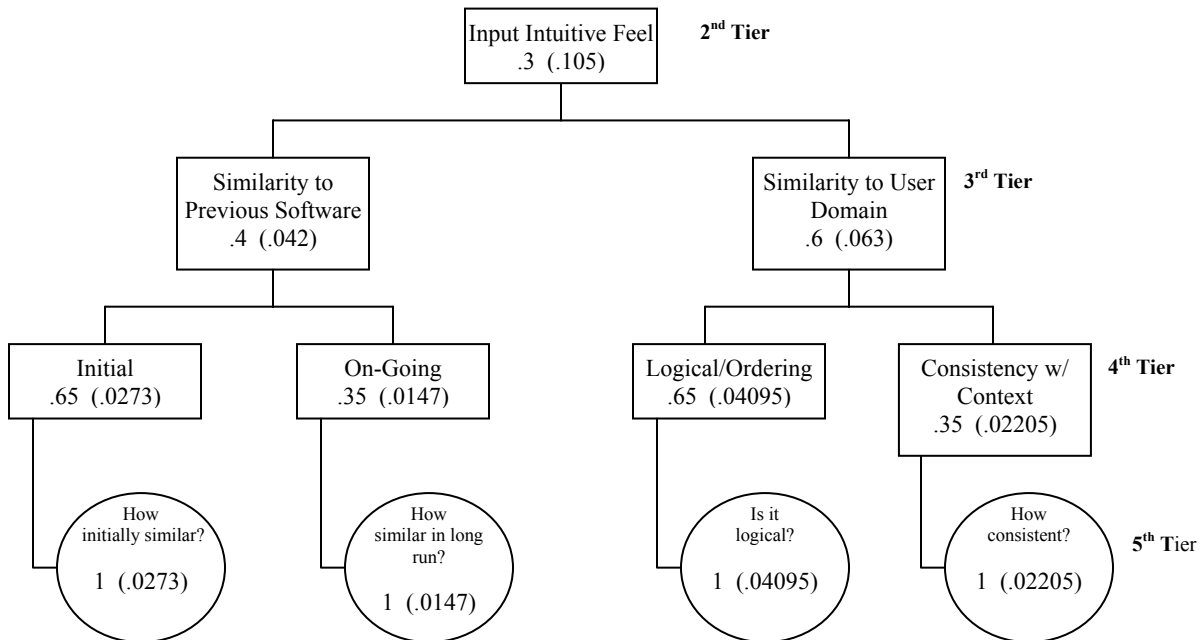 Input Intuitive Feel
.3 (.105)
2nd Tier
Similarity to
Previous Software
.4 (.042)
Similarity to User
Domain
.6 (.063)
3rd Tier
Initial
.65 (.0273)
On-Going
.35 (.0147)
Logical/Ordering
.65 (.04095)
Consistency w/
Context
.35 (.02205)
4th Tier
How
initially similar?
1 (.0273)
How
similar in long
run?
1 (.0147)
Is it
logical?
1 (.04095)
How
consistent?
1 (.02205)
5th Tier